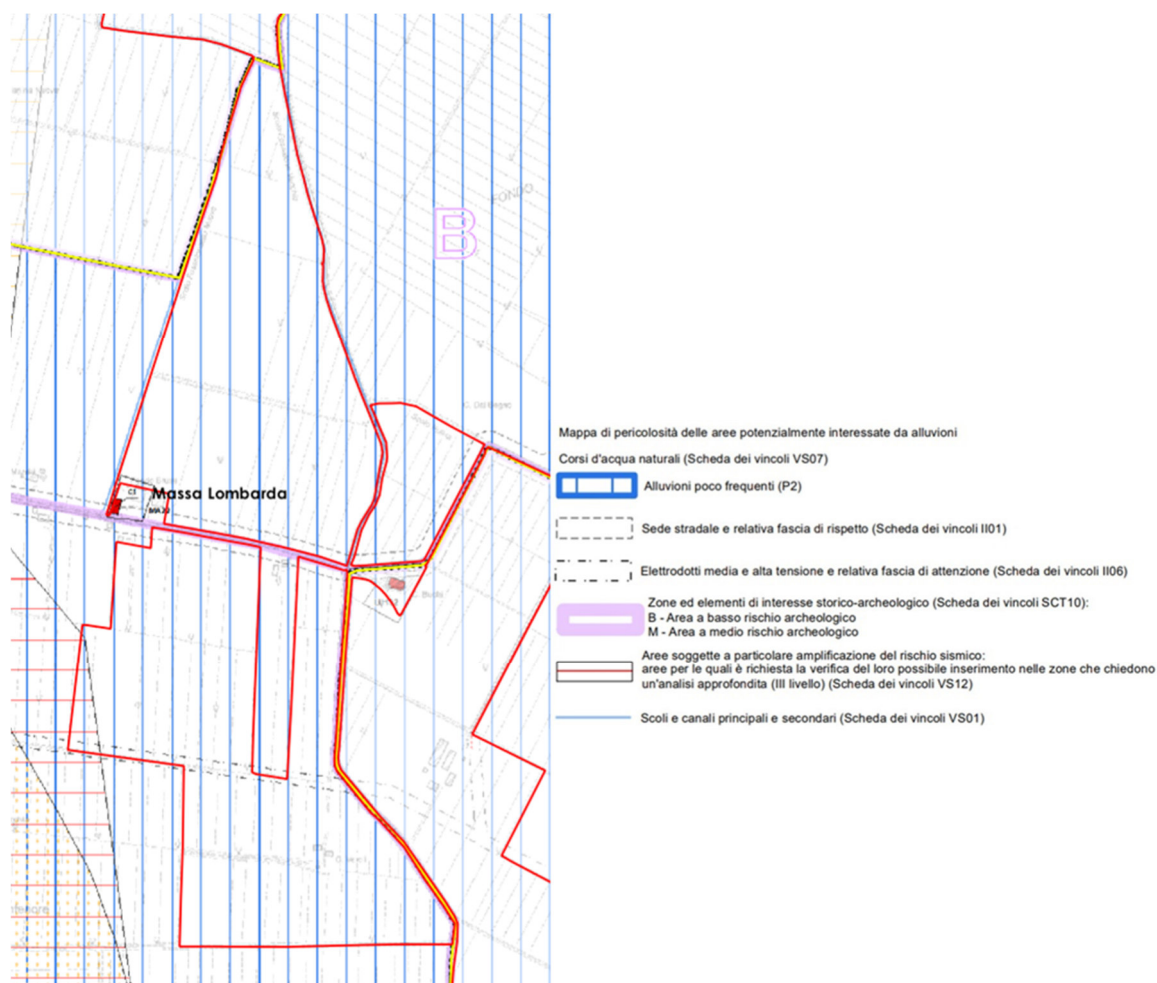 FONDO
B
C3
Massa Lombarda
Mappa di pericolosità delle aree potenzialmente interessate da alluvioni
Corsi d'acqua naturali (Scheda dei vincoli VS07)
Alluvioni poco frequenti (P2)
Sede stradale e relativa fascia di rispetto (Scheda dei vincoli II01)
Elettrodotti media e alta tensione e relativa fascia di attenzione (Scheda dei vincoli II06)
Zone ed elementi di interesse storico-archeologico (Scheda dei vincoli SCT10):
B - Area a basso rischio archeologico
M - Area a medio rischio archeologico
Aree soggette a particolare amplificazione del rischio sismico:
aree per le quali è richiesta la verifica del loro possibile inserimento nelle zone che chiedono
un'analisi approfondita (III livello) (Scheda dei vincoli VS12)
Scoli e canali principali e secondari (Scheda dei vincoli VS01)